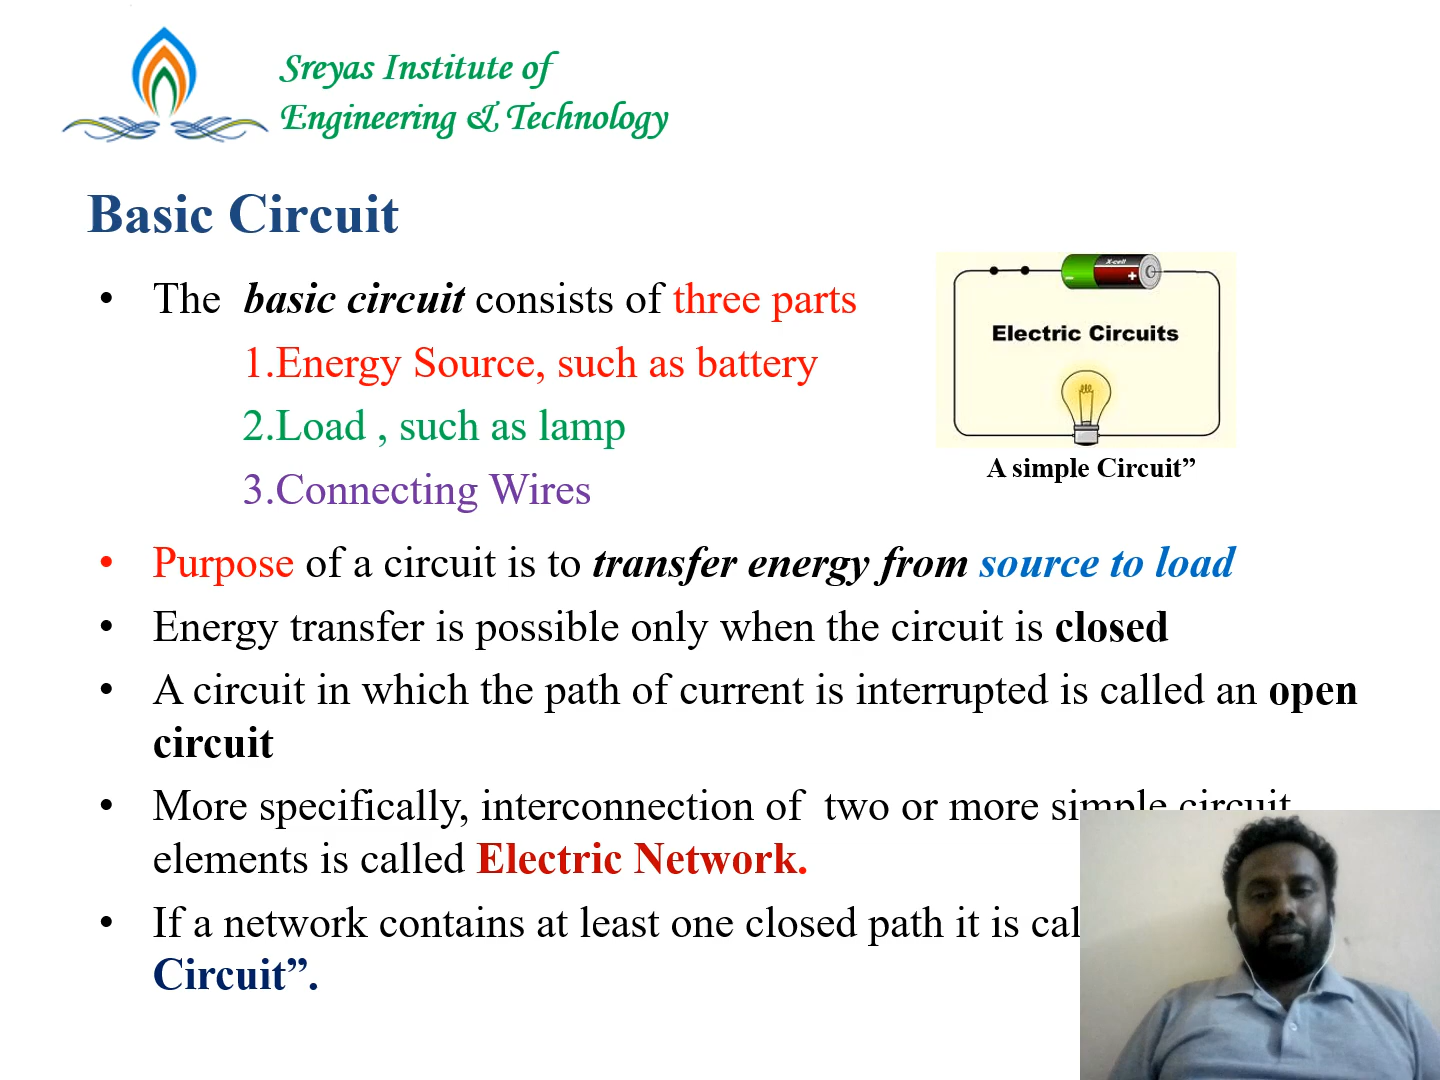 Sreyas Institute of
Engineering & Technology
Basic Circuit
• The basic circuit consists of three parts
1.Energy Source, such as battery
2.Load , such as lamp
3.Connecting Wires
X-cell
- +
Electric Circuits
A simple Circuit”
• Purpose of a circuit is to transfer energy from source to load
• Energy transfer is possible only when the circuit is closed
• A circuit in which the path of current is interrupted is called an open
circuit
• More specifically, interconnection of two or more simple circuit
elements is called Electric Network.
• If a network contains at least one closed path it is cal
Circuit”.